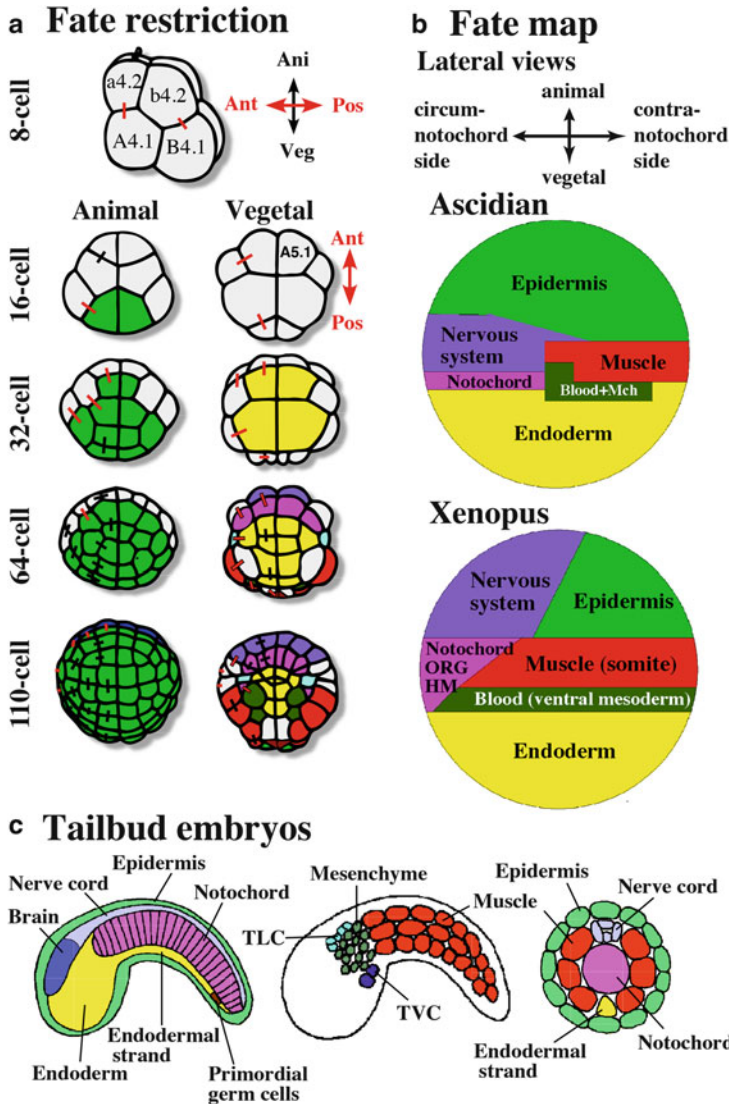 a Fate restriction
8-cell
a4.2
b4.2
A4.1
B4.1
Ani
Ant
Pos
Veg
Animal
Vegetal
16-cell
A5.1
Ant
Pos
32-cell
64-cell
110-cell
b Fate map
Lateral views
animal
circum-
notochord
side
contra-
notochord
side
vegetal
Ascidian
Epidermis
Nervous
system
Muscle
Notochord
Blood+Mch
Endoderm
Xenopus
Nervous
system
Epidermis
Notochord
ORG
HM
Muscle (somite)
Blood (ventral mesoderm)
Endoderm
c Tailbud embryos
Epidermis
Nerve cord
Notochord
Brain
Endodermal
strand
Endoderm
Primordial
germ cells
Mesenchyme
Muscle
TLC
TVC
Epidermis
Nerve cord
Endodermal
strand
Notochord